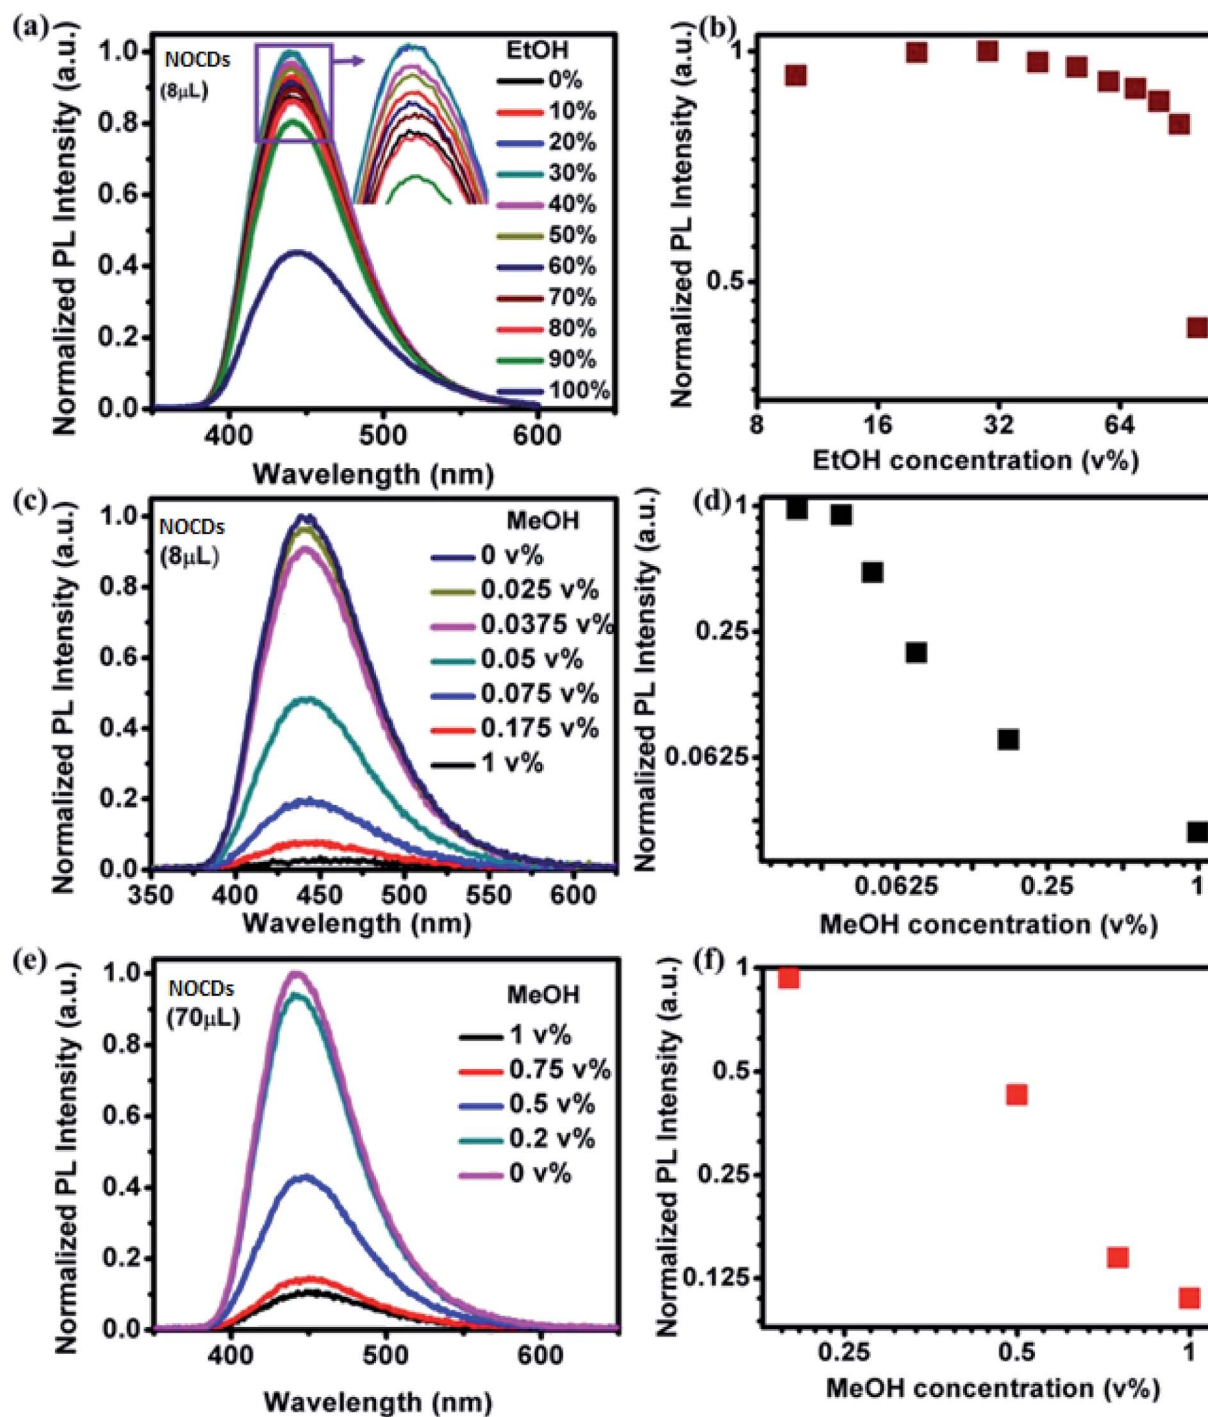 (a)
Normalized PL Intensity (a.u.)
1.0
0.8
0.6
0.4
0.2
0.0
NOCDs
(8μL)
EtOH
0%
10%
20%
30%
40%
50%
60%
70%
80%
90%
100%
400
500
600
Wavelength (nm)
(b)
Normalized PL Intensity (a.u.)
1
0.5
8
16
32
64
EtOH concentration (v%)
(c)
Normalized PL Intensity (a.u.)
1.0
0.8
0.6
0.4
0.2
0.0
NOCDs
(8μL)
MeOH
0 v%
0.025 v%
0.0375 v%
0.05 v%
0.075 v%
0.175 v%
1 v%
350
400
450
500
550
600
Wavelength (nm)
(d)
Normalized PL Intensity (a.u.)
1
0.25
0.0625
0.0625
0.25
1
MeOH concentration (v%)
(e)
Normalized PL Intensity (a.u.)
1.0
0.8
0.6
0.4
0.2
0.0
NOCDs
(70μL)
MeOH
1 v%
0.75 v%
0.5 v%
0.2 v%
0 v%
400
500
600
Wavelength (nm)
(f)
Normalized PL Intensity (a.u.)
1
0.5
0.25
0.125
0.25
0.5
1
MeOH concentration (v%)